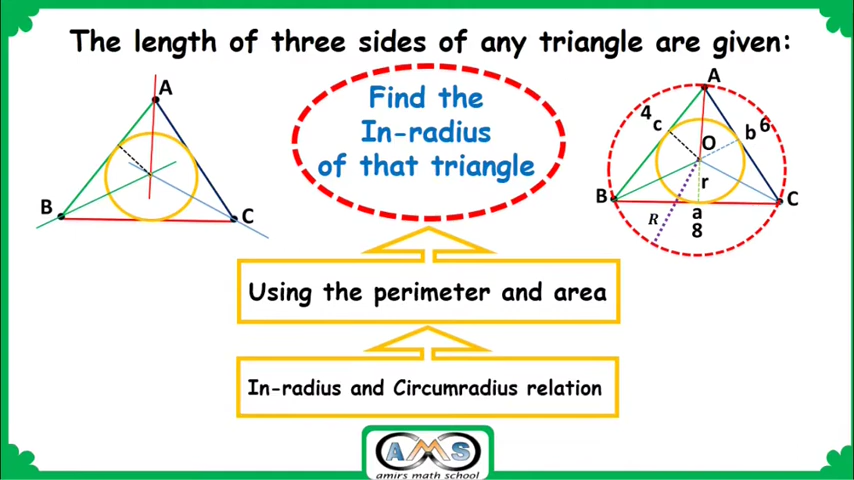 The length of three sides of any triangle are given:
A
B
C
Find the
In-radius
of that triangle
A
4
c
b
6
O
B
r
C
R
a
8
Using the perimeter and area
In-radius and Circumradius relation
AMS
amirs math school